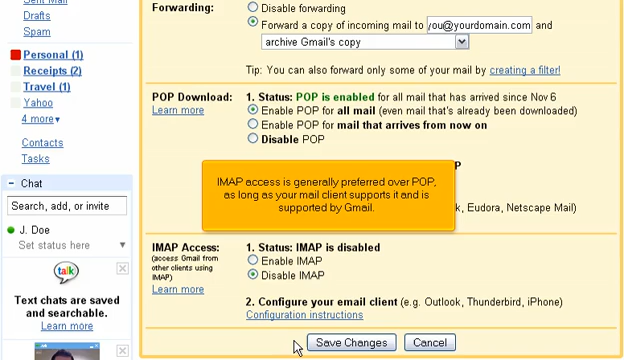 Sent Mail
Drafts
Spam
Personal (1)
Receipts (2)
Travel (1)
Yahoo
4 more▼
Contacts
Tasks
Chat
Search, add, or invite
J. Doe
Set status here
talk
Text chats are saved
and searchable.
Learn more
Forwarding:
Disable forwarding
Forward a copy of incoming mail to you@yourdomain.com and
archive Gmail's copy
Tip: You can also forward only some of your mail by creating a filter!
POP Download:
Learn more
1. Status: POP is enabled for all mail that has arrived since Nov 6
Enable POP for all mail (even mail that's already been downloaded)
Enable POP for mail that arrives from now on
Disable POP
IMAP access is generally preferred over POP,
as long as your mail client supports it and is
supported by Gmail.
k, Eudora, Netscape Mail)
IMAP Access:
(access Gmail from
other clients using
IMAP)
Learn more
1. Status: IMAP is disabled
Enable IMAP
Disable IMAP
2. Configure your email client (e.g. Outlook, Thunderbird, iPhone)
Configuration instructions
Save Changes
Cancel